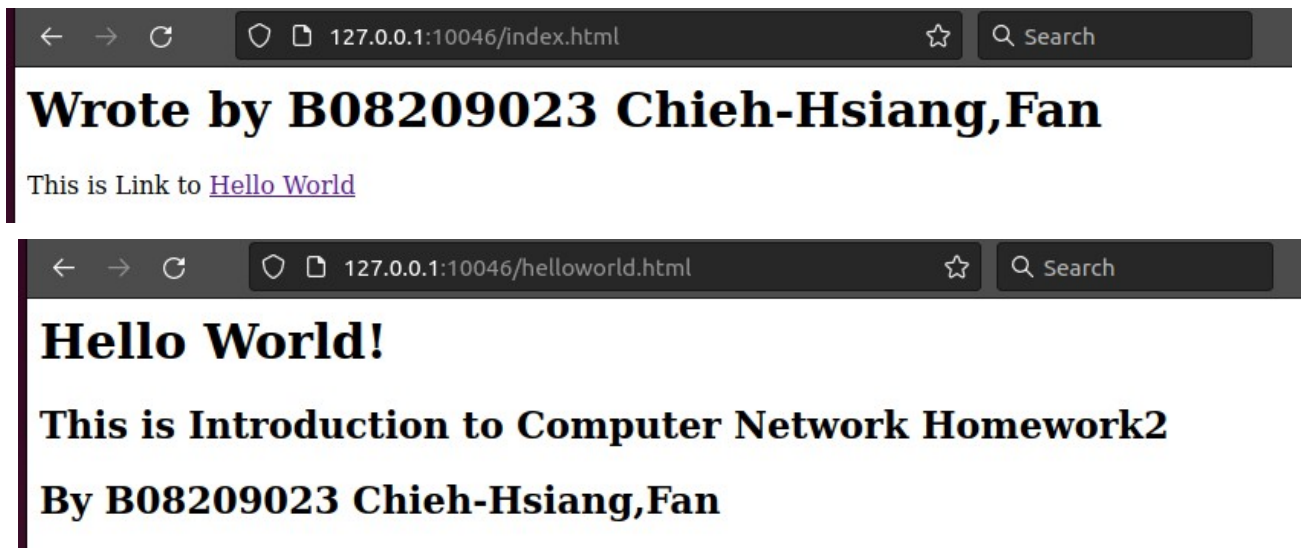 127.0.0.1:10046/index.html Search
Wrote by B08209023 Chieh-Hsiang,Fan
This is Link to Hello World
127.0.0.1:10046/helloworld.html Search
Hello World!
This is Introduction to Computer Network Homework2
By B08209023 Chieh-Hsiang,Fan